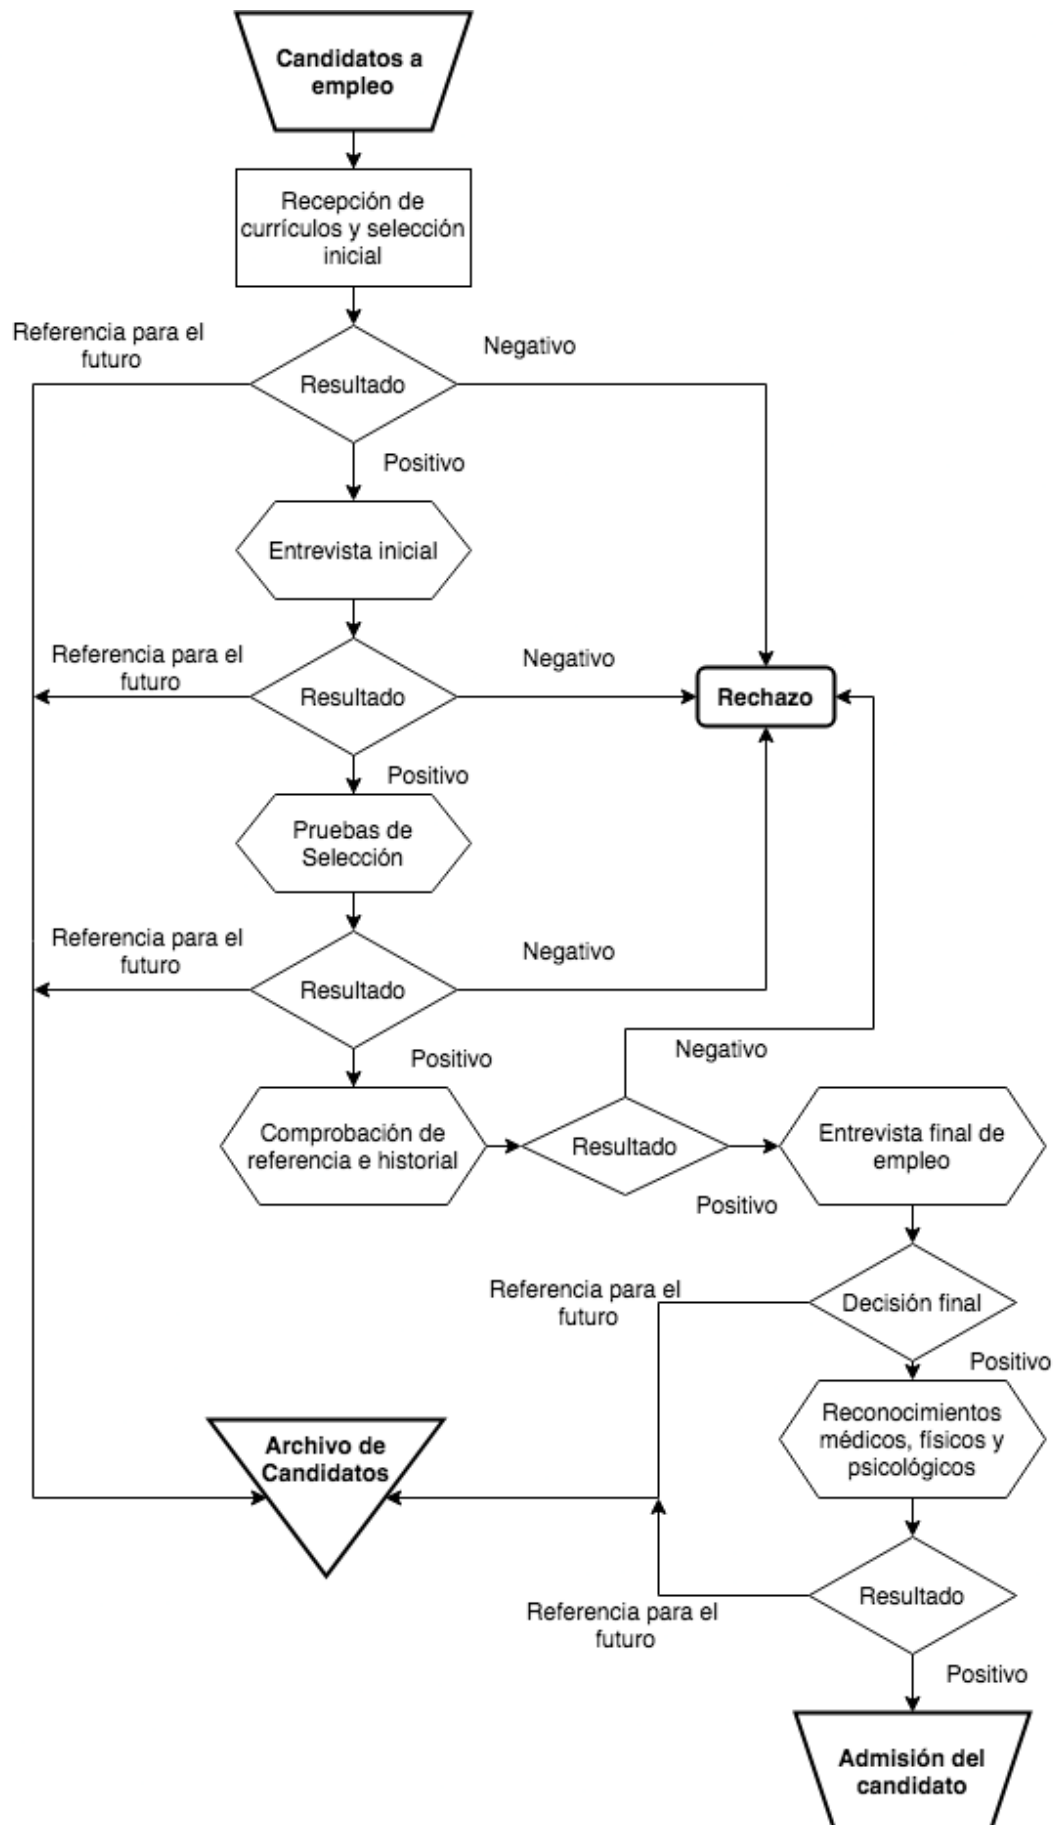 Candidatos a
empleo
Recepción de
currículos y selección
inicial
Referencia para el
futuro
Negativo
Resultado
Positivo
Entrevista inicial
Referencia para el
futuro
Negativo
Resultado
Rechazo
Positivo
Pruebas de
Selección
Referencia para el
futuro
Negativo
Resultado
Positivo
Negativo
Comprobación de
referencia e historial
Resultado
Entrevista final de
empleo
Positivo
Referencia para el
futuro
Decisión final
Positivo
Reconocimientos
médicos, físicos y
psicológicos
Archivo de
Candidatos
Resultado
Referencia para el
futuro
Positivo
Admisión del
candidato